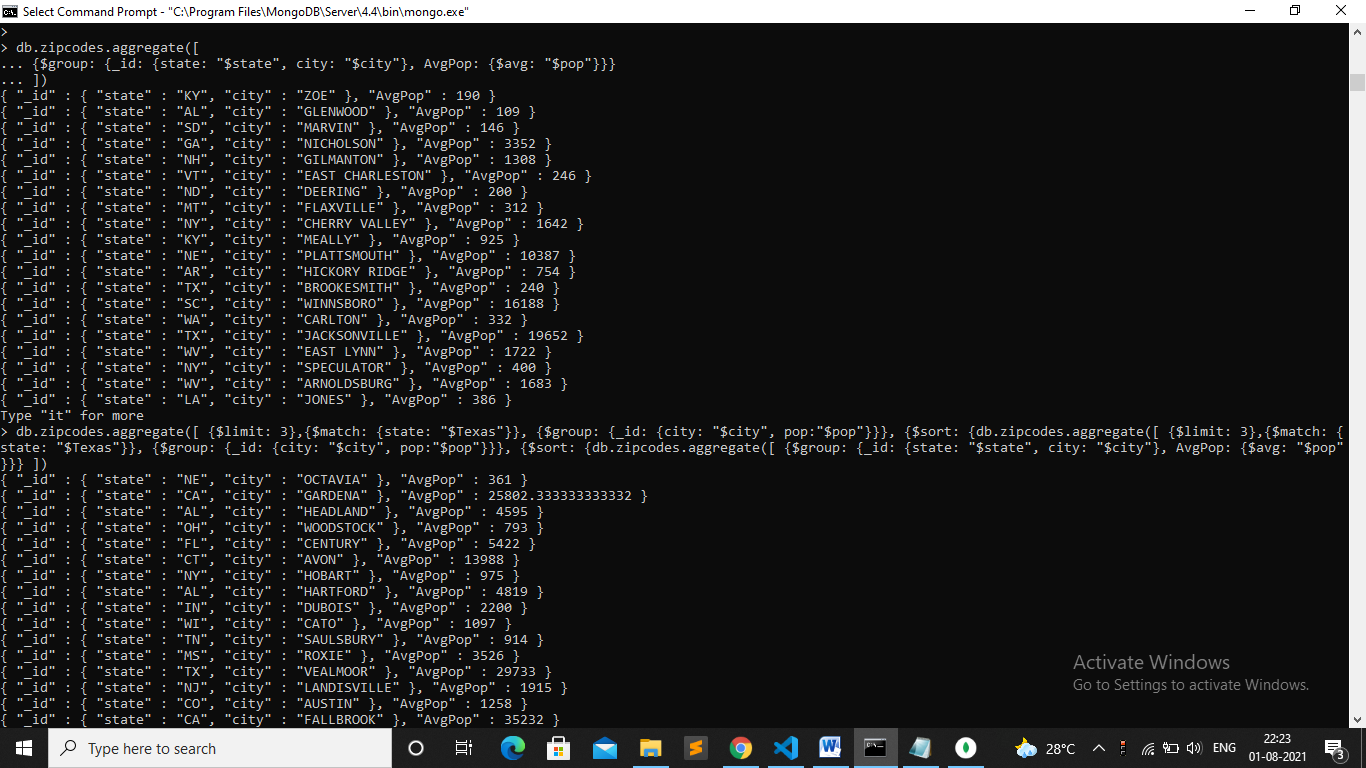 Select Command Prompt - "C:\Program Files\MongoDB\Server\4.4\bin\mongo.exe"
>
> db.zipcodes.aggregate([
... {$group: {_id: {state: "$state", city: "$city"}, AvgPop: {$avg: "$pop"}}}
... ])
{ "_id" : { "state" : "KY", "city" : "ZOE" }, "AvgPop" : 190 }
{ "_id" : { "state" : "AL", "city" : "GLENWOOD" }, "AvgPop" : 109 }
{ "_id" : { "state" : "SD", "city" : "MARVIN" }, "AvgPop" : 146 }
{ "_id" : { "state" : "GA", "city" : "NICHOLSON" }, "AvgPop" : 3352 }
{ "_id" : { "state" : "NH", "city" : "GILMANTON" }, "AvgPop" : 1308 }
{ "_id" : { "state" : "VT", "city" : "EAST CHARLESTON" }, "AvgPop" : 246 }
{ "_id" : { "state" : "ND", "city" : "DEERING" }, "AvgPop" : 200 }
{ "_id" : { "state" : "MT", "city" : "FLAXVILLE" }, "AvgPop" : 312 }
{ "_id" : { "state" : "NY", "city" : "CHERRY VALLEY" }, "AvgPop" : 1642 }
{ "_id" : { "state" : "KY", "city" : "MEALLY" }, "AvgPop" : 925 }
{ "_id" : { "state" : "NE", "city" : "PLATTSMOUTH" }, "AvgPop" : 10387 }
{ "_id" : { "state" : "AR", "city" : "HICKORY RIDGE" }, "AvgPop" : 754 }
{ "_id" : { "state" : "TX", "city" : "BROOKESMITH" }, "AvgPop" : 240 }
{ "_id" : { "state" : "SC", "city" : "WINNSBORO" }, "AvgPop" : 16188 }
{ "_id" : { "state" : "WA", "city" : "CARLTON" }, "AvgPop" : 332 }
{ "_id" : { "state" : "TX", "city" : "JACKSONVILLE" }, "AvgPop" : 19652 }
{ "_id" : { "state" : "WV", "city" : "EAST LYNN" }, "AvgPop" : 1722 }
{ "_id" : { "state" : "NY", "city" : "SPECULATOR" }, "AvgPop" : 400 }
{ "_id" : { "state" : "WV", "city" : "ARNOLDSBURG" }, "AvgPop" : 1683 }
{ "_id" : { "state" : "LA", "city" : "JONES" }, "AvgPop" : 386 }
Type "it" for more
> db.zipcodes.aggregate([ {$limit: 3},{$match: {state: "$Texas"}}, {$group: {_id: {city: "$city", pop:"$pop"}}}, {$sort: {db.zipcodes.aggregate([ {$limit: 3},{$match: {
state: "$Texas"}}, {$group: {_id: {city: "$city", pop:"$pop"}}}, {$sort: {db.zipcodes.aggregate([ {$group: {_id: {state: "$state", city: "$city"}, AvgPop: {$avg: "$pop"
}}} ])
{ "_id" : { "state" : "NE", "city" : "OCTAVIA" }, "AvgPop" : 361 }
{ "_id" : { "state" : "CA", "city" : "GARDENA" }, "AvgPop" : 25802.333333333332 }
{ "_id" : { "state" : "AL", "city" : "HEADLAND" }, "AvgPop" : 4595 }
{ "_id" : { "state" : "OH", "city" : "WOODSTOCK" }, "AvgPop" : 793 }
{ "_id" : { "state" : "FL", "city" : "CENTURY" }, "AvgPop" : 5422 }
{ "_id" : { "state" : "CT", "city" : "AVON" }, "AvgPop" : 13988 }
{ "_id" : { "state" : "NY", "city" : "HOBART" }, "AvgPop" : 975 }
{ "_id" : { "state" : "AL", "city" : "HARTFORD" }, "AvgPop" : 4819 }
{ "_id" : { "state" : "IN", "city" : "DUBOIS" }, "AvgPop" : 2200 }
{ "_id" : { "state" : "WI", "city" : "CATO" }, "AvgPop" : 1097 }
{ "_id" : { "state" : "TN", "city" : "SAULSBURY" }, "AvgPop" : 914 }
{ "_id" : { "state" : "MS", "city" : "ROXIE" }, "AvgPop" : 3526 }
{ "_id" : { "state" : "TX", "city" : "VEALMOOR" }, "AvgPop" : 29733 }
{ "_id" : { "state" : "NJ", "city" : "LANDISVILLE" }, "AvgPop" : 1915 }
{ "_id" : { "state" : "CO", "city" : "AUSTIN" }, "AvgPop" : 1258 }
{ "_id" : { "state" : "CA", "city" : "FALLBROOK" }, "AvgPop" : 35232 }
Activate Windows
Go to Settings to activate Windows.
Type here to search
28°C
ENG
22:23
01-08-2021
3